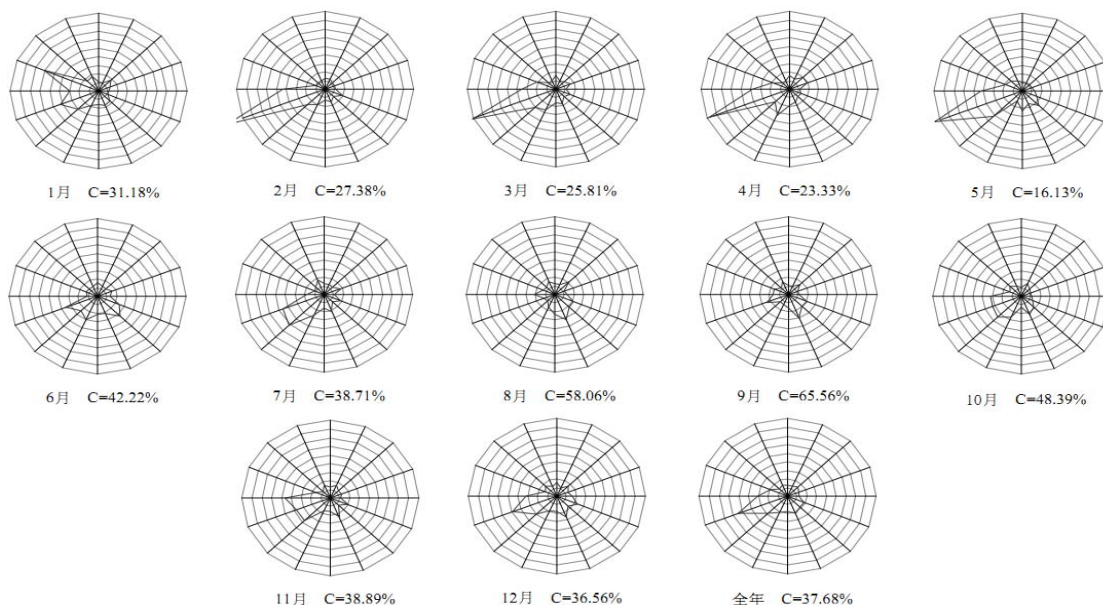 1月 C=31.18%
2月 C=27.38%
3月 C=25.81%
4月 C=23.33%
5月 C=16.13%
6月 C=42.22%
7月 C=38.71%
8月 C=58.06%
9月 C=65.56%
10月 C=48.39%
11月 C=38.89%
12月 C=36.56%
全年 C=37.68%